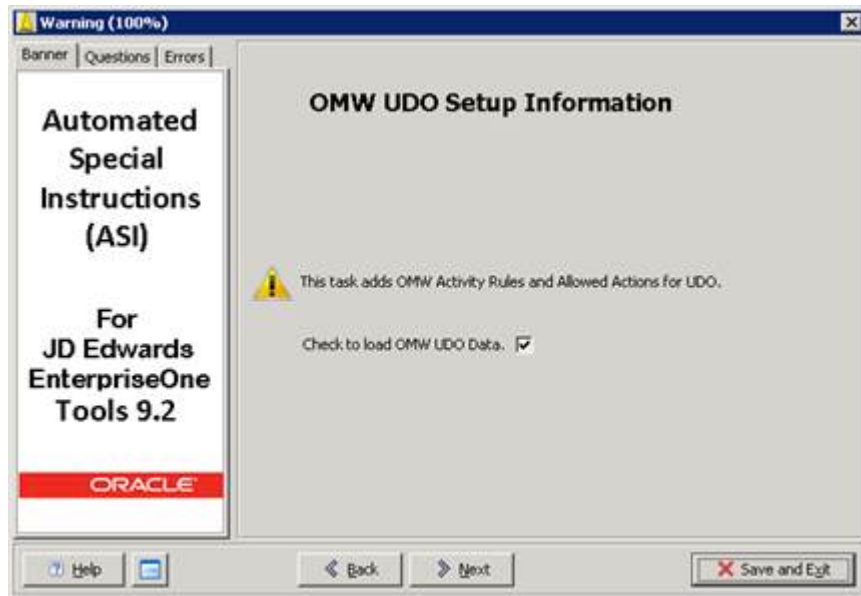 Warning (100%)
Banner
Questions
Errors
Automated
Special
Instructions
(ASI)
For
JD Edwards
EnterpriseOne
Tools 9.2
ORACLE
OMW UDO Setup Information
This task adds OMW Activity Rules and Allowed Actions for UDO.
Check to load OMW UDO Data.
Help
Back
Next
Save and Exit